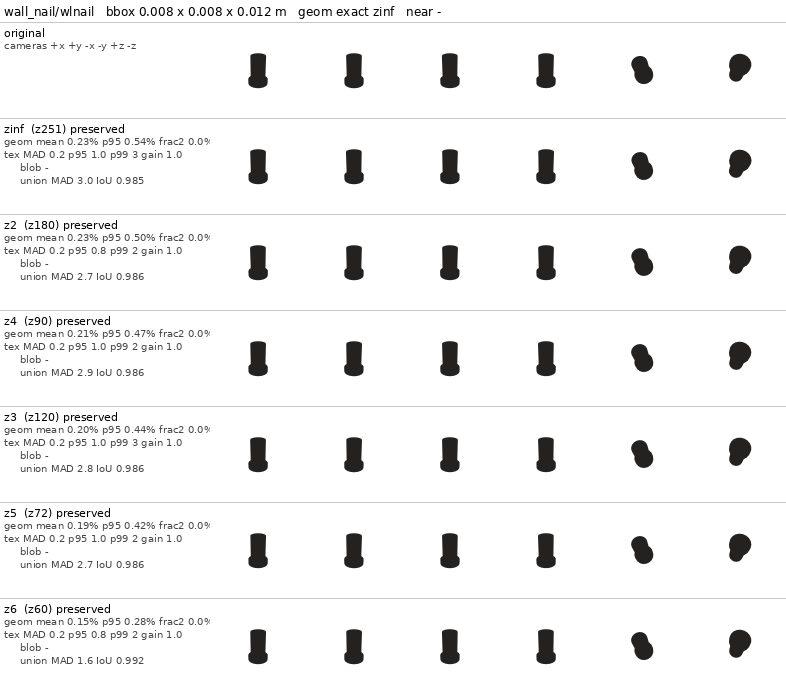 wall_nail/wlnail bbox 0.008 x 0.008 x 0.012 m geom exact zinf near -
original
cameras +x +y -x -y +z -z
zinf (z251) preserved
geom mean 0.23% p95 0.54% frac2 0.0%
tex MAD 0.2 p95 1.0 p99 3 gain 1.0
blob -
union MAD 3.0 IoU 0.985
z2 (z180) preserved
geom mean 0.23% p95 0.50% frac2 0.0%
tex MAD 0.2 p95 0.8 p99 2 gain 1.0
blob -
union MAD 2.7 IoU 0.986
z4 (z90) preserved
geom mean 0.21% p95 0.47% frac2 0.0%
tex MAD 0.2 p95 1.0 p99 2 gain 1.0
blob -
union MAD 2.9 IoU 0.986
z3 (z120) preserved
geom mean 0.20% p95 0.44% frac2 0.0%
tex MAD 0.2 p95 1.0 p99 3 gain 1.0
blob -
union MAD 2.8 IoU 0.986
z5 (z72) preserved
geom mean 0.19% p95 0.42% frac2 0.0%
tex MAD 0.2 p95 1.0 p99 2 gain 1.0
blob -
union MAD 2.7 IoU 0.986
z6 (z60) preserved
geom mean 0.15% p95 0.28% frac2 0.0%
tex MAD 0.2 p95 0.8 p99 2 gain 1.0
blob -
union MAD 1.6 IoU 0.992